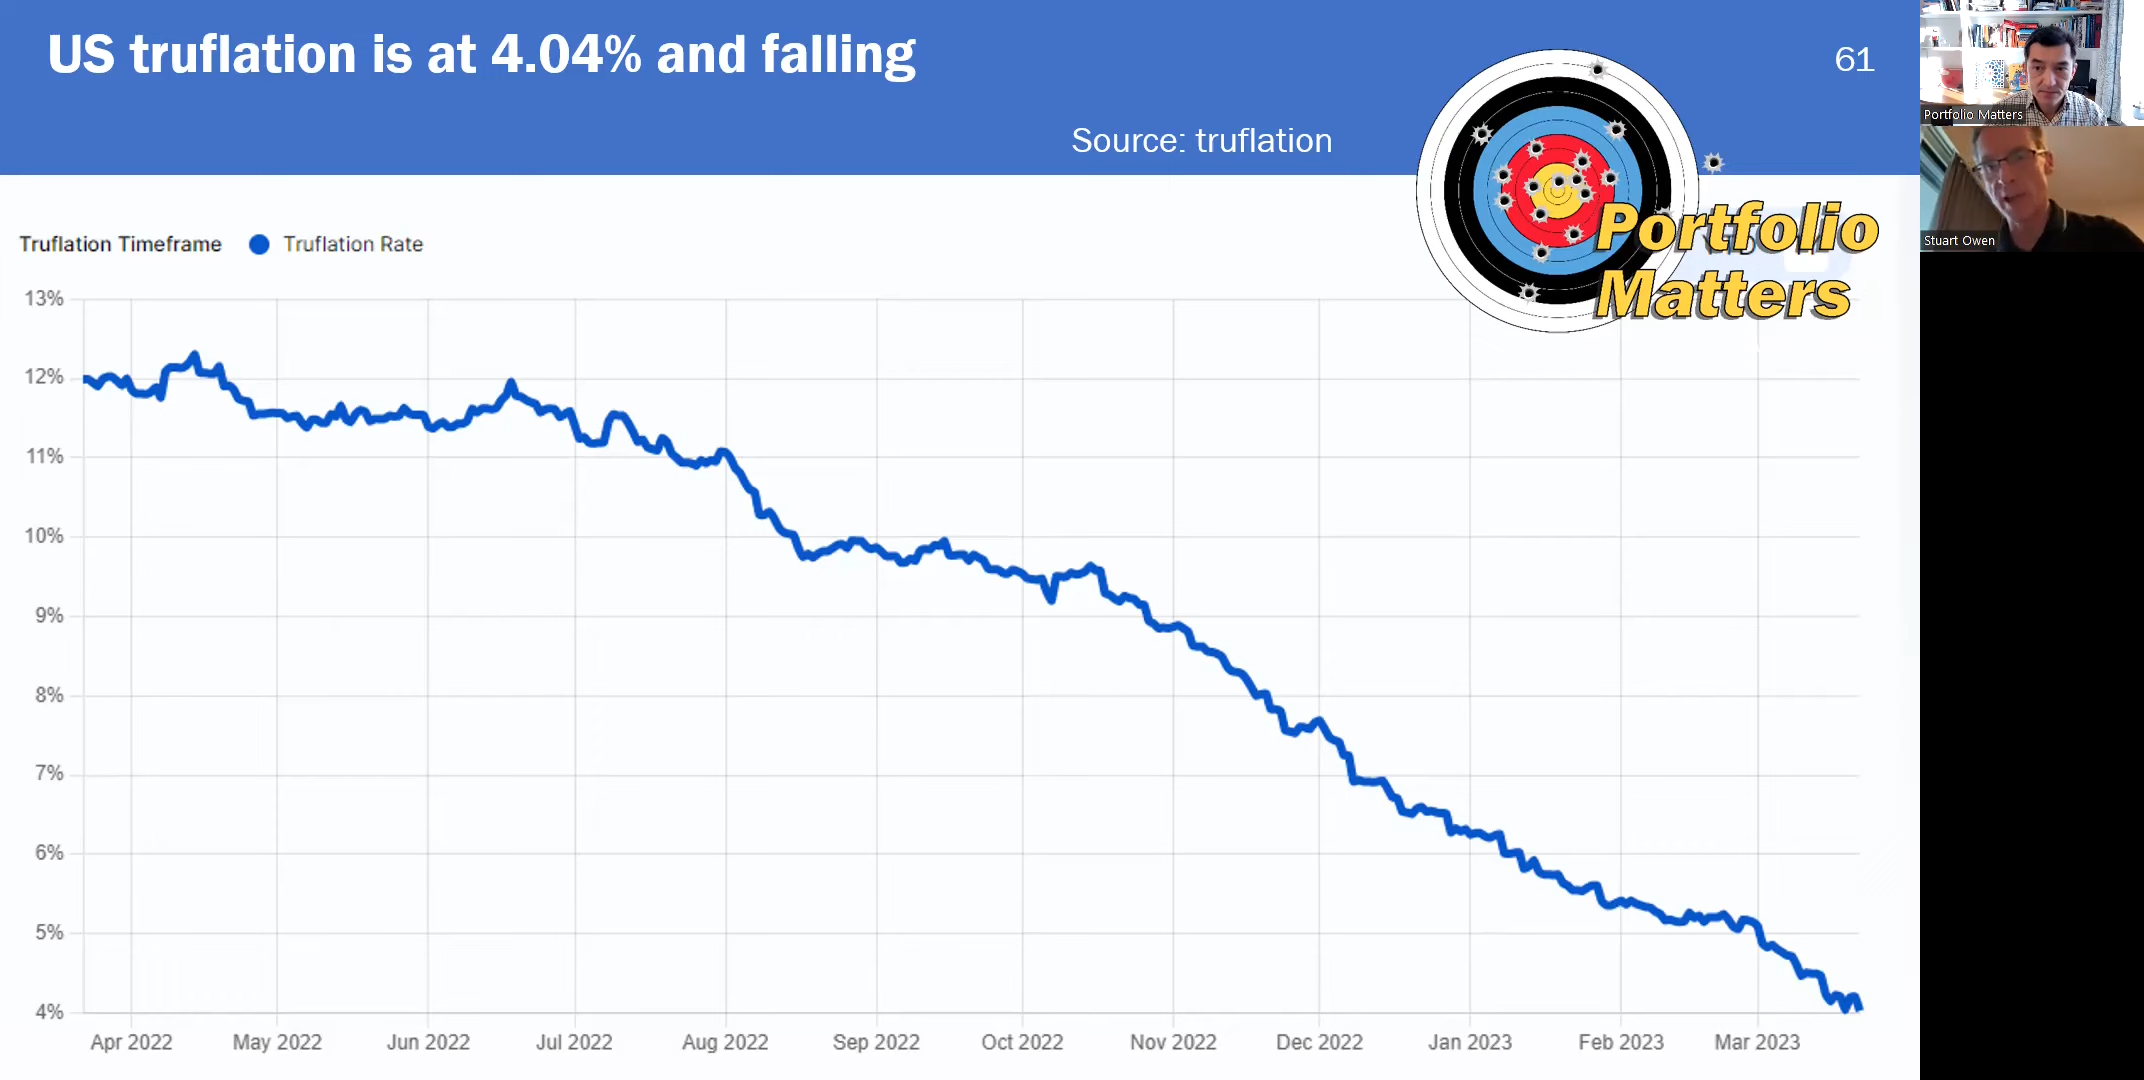 US truflation is at 4.04% and falling
61
Source: truflation
Portfolio
Matters
Portfolio Matters
Stuart Owen
Truflation Timeframe
Truflation Rate
13%
12%
11%
10%
9%
8%
7%
6%
5%
4%
Apr 2022
May 2022
Jun 2022
Jul 2022
Aug 2022
Sep 2022
Oct 2022
Nov 2022
Dec 2022
Jan 2023
Feb 2023
Mar 2023